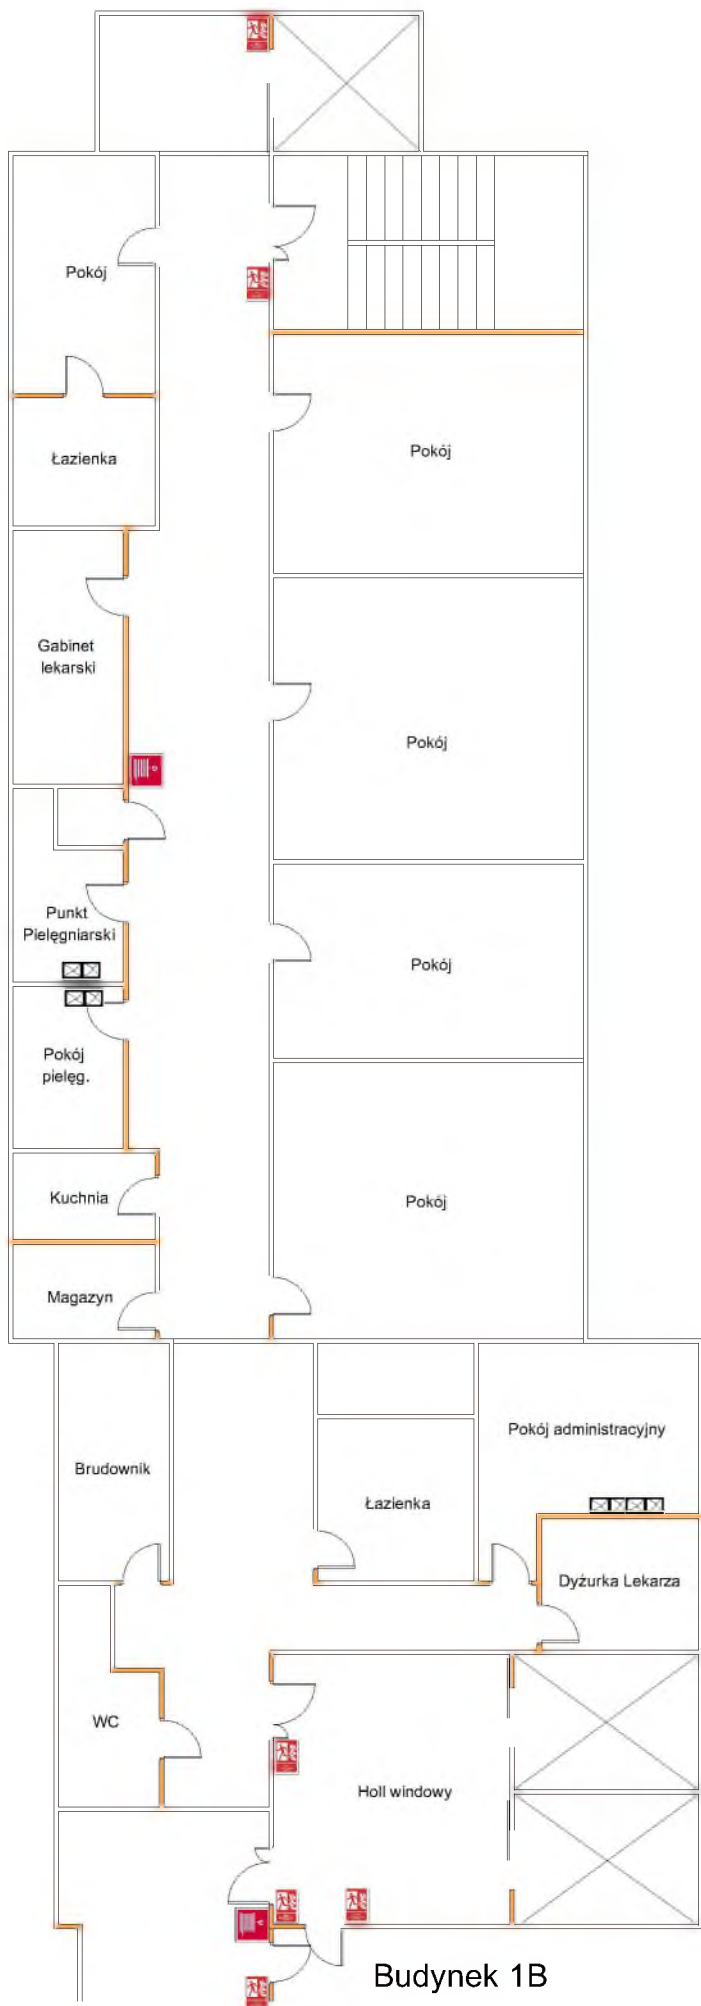 Pokój
Łazienka
Pokój
Gabinet
lekarski
Pokój
Punkt
Pielęgniarski
Pokój
Pokój
pielęg.
Kuchnia
Pokój
Magazyn
Pokój administracyjny
Brudownik
Łazienka
Dyżurka Lekarza
WC
Holl windowy
Budynek 1B